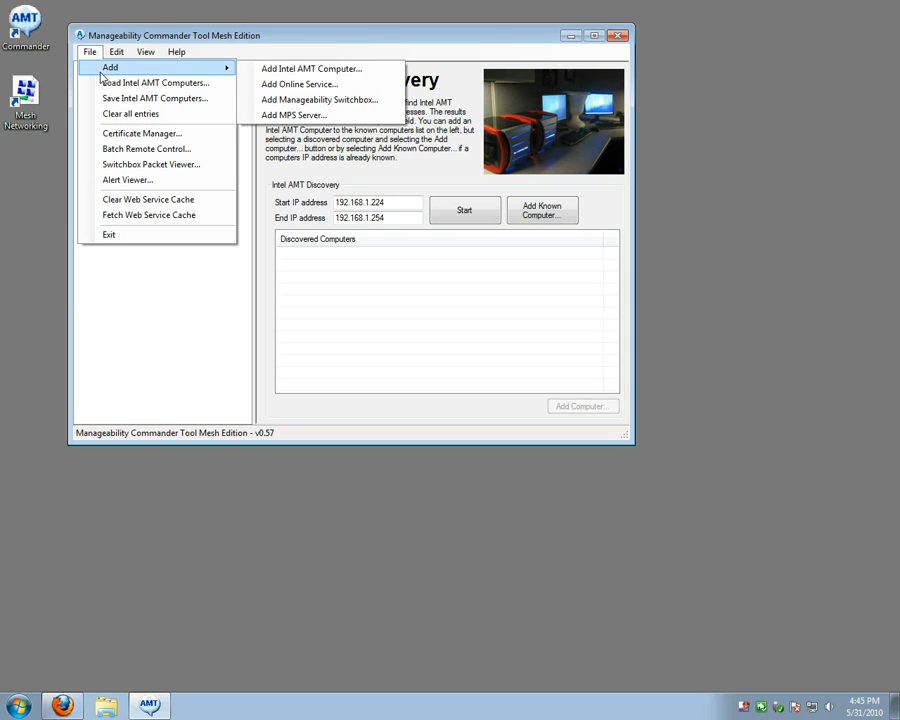 AMT
Commander
Mesh
Networking
Manageability Commander Tool Mesh Edition
File Edit View Help
Add
Load Intel AMT Computers...
Save Intel AMT Computers...
Clear all entries
Certificate Manager...
Batch Remote Control...
Switchbox Packet Viewer...
Alert Viewer...
Clear Web Service Cache
Fetch Web Service Cache
Exit
Add Intel AMT Computer...
Add Online Service...
Add Manageability Switchbox...
Add MPS Server...
very
find Intel AMT
esses. The results
eld. You can add an
Intel AMT Computer to the known computers list on the left, but
selecting a discovered computer and selecting the Add
computer... button or by selecting Add Known Computer... if a
computers IP address is already known.
Intel AMT Discovery
Start IP address 192.168.1.224
End IP address 192.168.1.254
Start
Add Known
Computer...
Discovered Computers
Add Computer...
Manageability Commander Tool Mesh Edition - v0.57
AMT
4:45 PM
5/31/2010